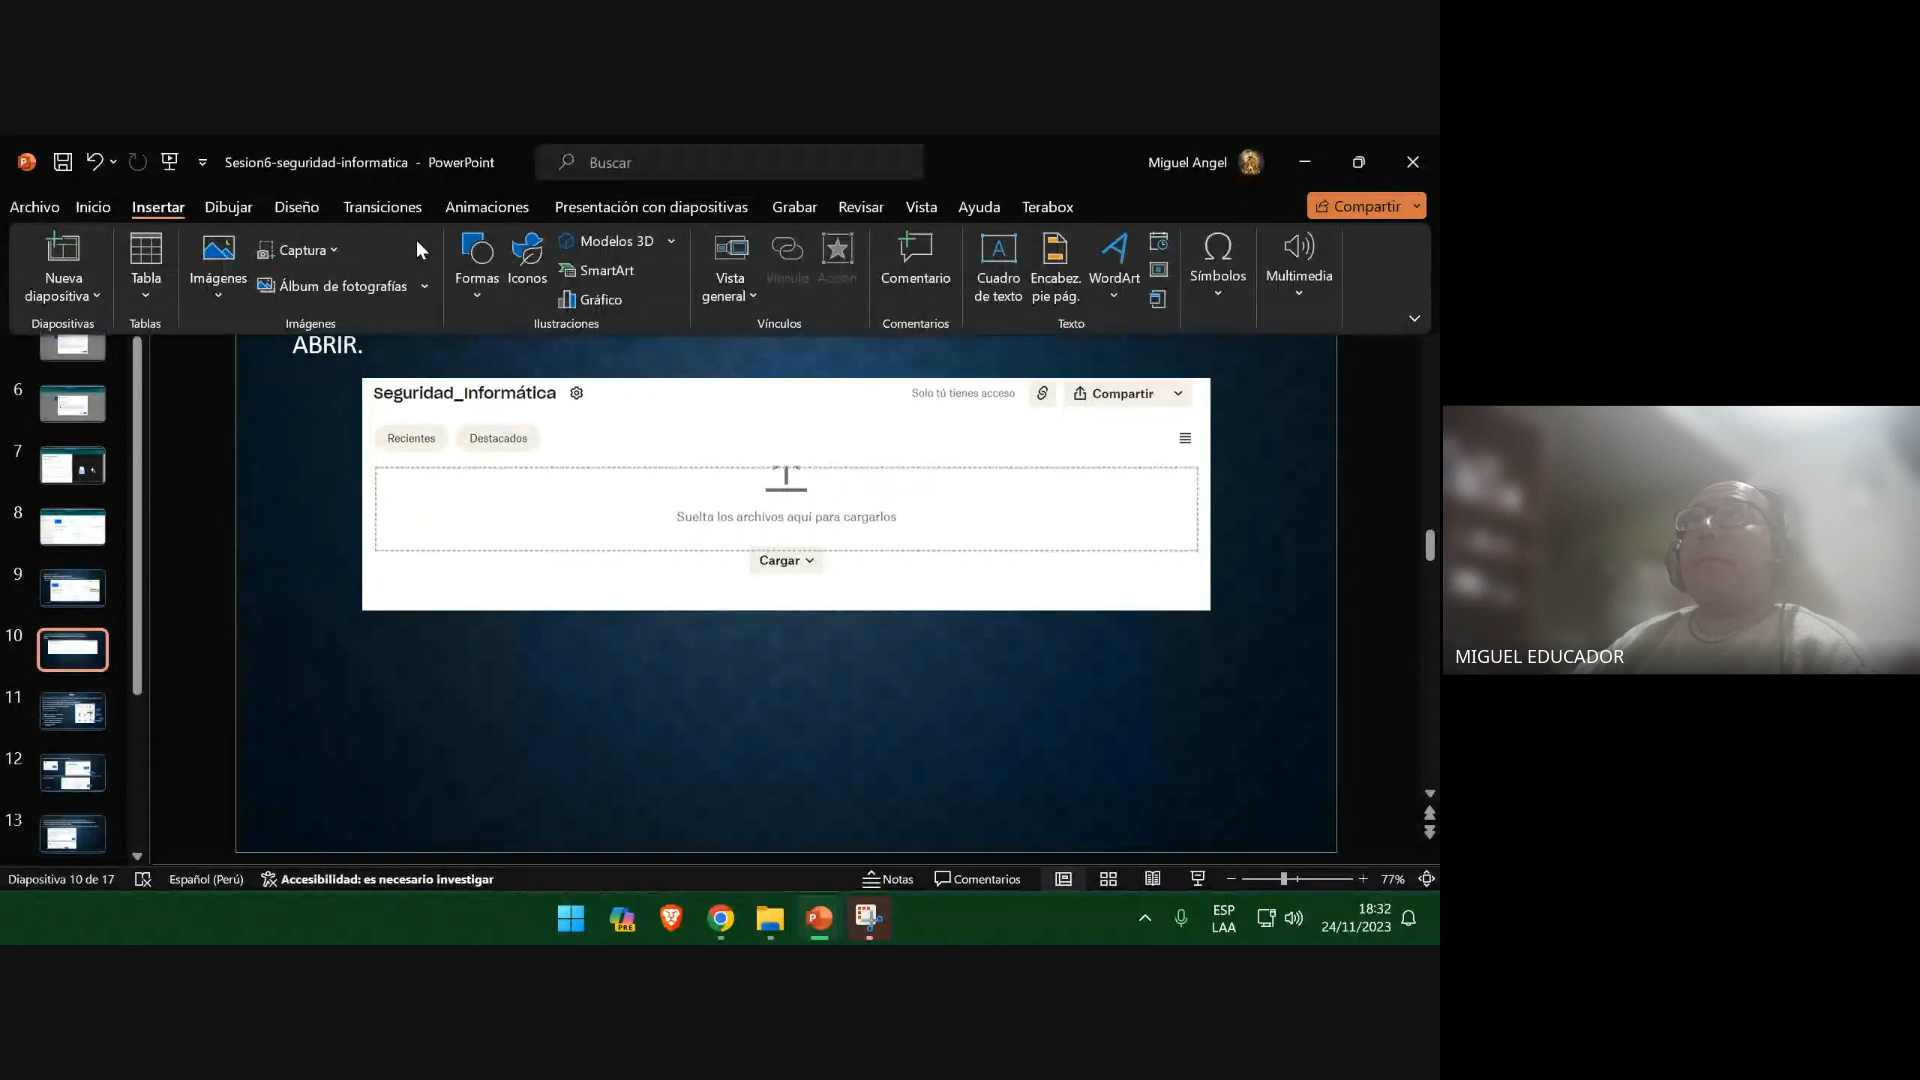 Sesion6-seguridad-informatica - PowerPoint
Buscar
Miguel Angel
Archivo Inicio Insertar Dibujar Diseño Transiciones Animaciones Presentación con diapositivas Grabar Revisar Vista Ayuda Terabox
Compartir
Nueva diapositiva
Tabla
Imágenes
Captura
Álbum de fotografías
Formas
Iconos
Modelos 3D
SmartArt
Gráfico
Vista general
Vínculo
Acción
Comentario
Cuadro de texto
Encabez. pie pág.
WordArt
Símbolos
Multimedia
Diapositivas
Tablas
Imágenes
Ilustraciones
Vínculos
Comentarios
Texto
6
7
8
9
10
11
12
13
ABRIR.
Seguridad_Informática
Solo tú tienes acceso
Compartir
Recientes
Destacados
Suelta los archivos aquí para cargarlos
Cargar
MIGUEL EDUCADOR
Diapositiva 10 de 17
Español (Perú)
Accesibilidad: es necesario investigar
Notas
Comentarios
77%
PRE
ESP
LAA
18:32
24/11/2023